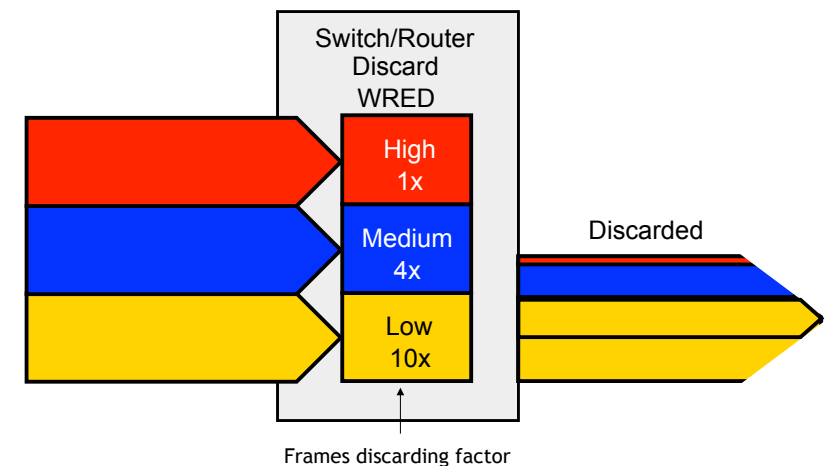 Switch/Router
Discard
WRED
High
1x
Medium
4x
Discarded
Low
10x
Frames discarding factor